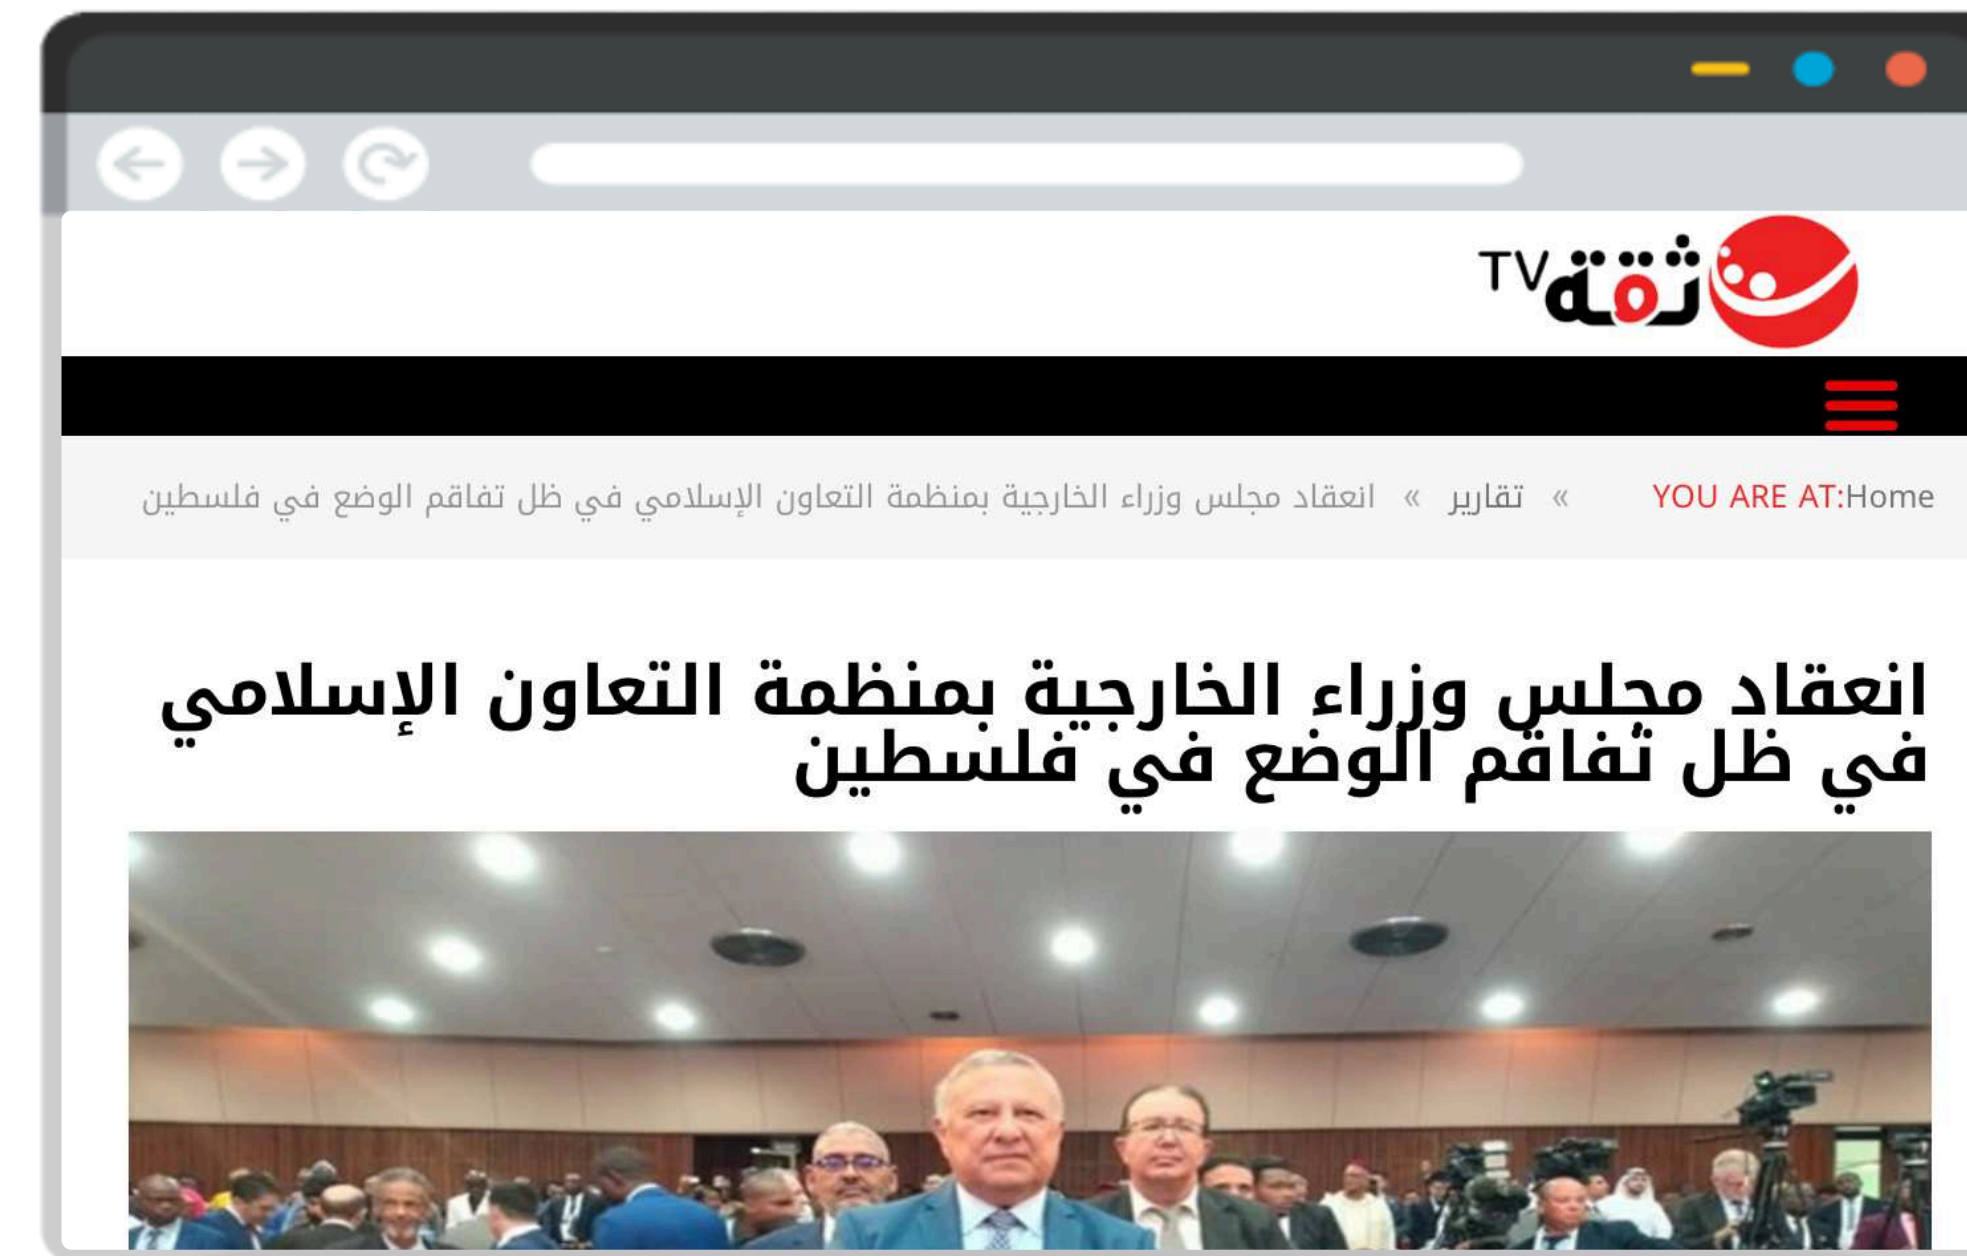 ثقة TV
YOU ARE AT:Home » تقارير » انعقاد مجلس وزراء الخارجية بمنظمة التعاون الإسلامي في ظل تفاقم الوضع في فلسطين
انعقاد مجلس وزراء الخارجية بمنظمة التعاون الإسلامي
في ظل تفاقم الوضع في فلسطين